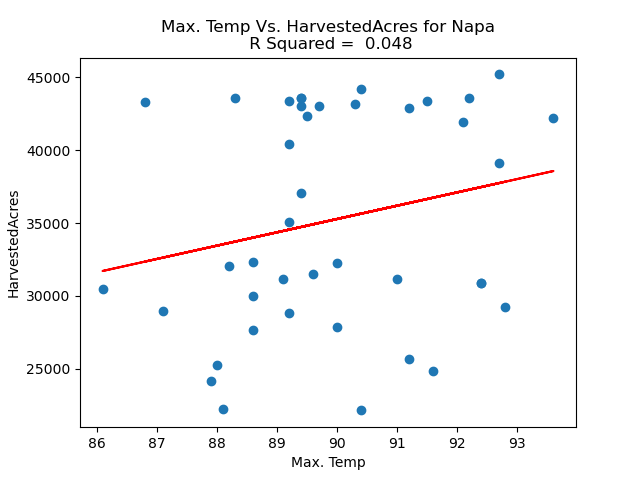 Max. Temp Vs. HarvestedAcres for Napa
R Squared =  0.048
45000
40000
35000
30000
25000
HarvestedAcres
86 87 88 89 90 91 92 93
Max. Temp